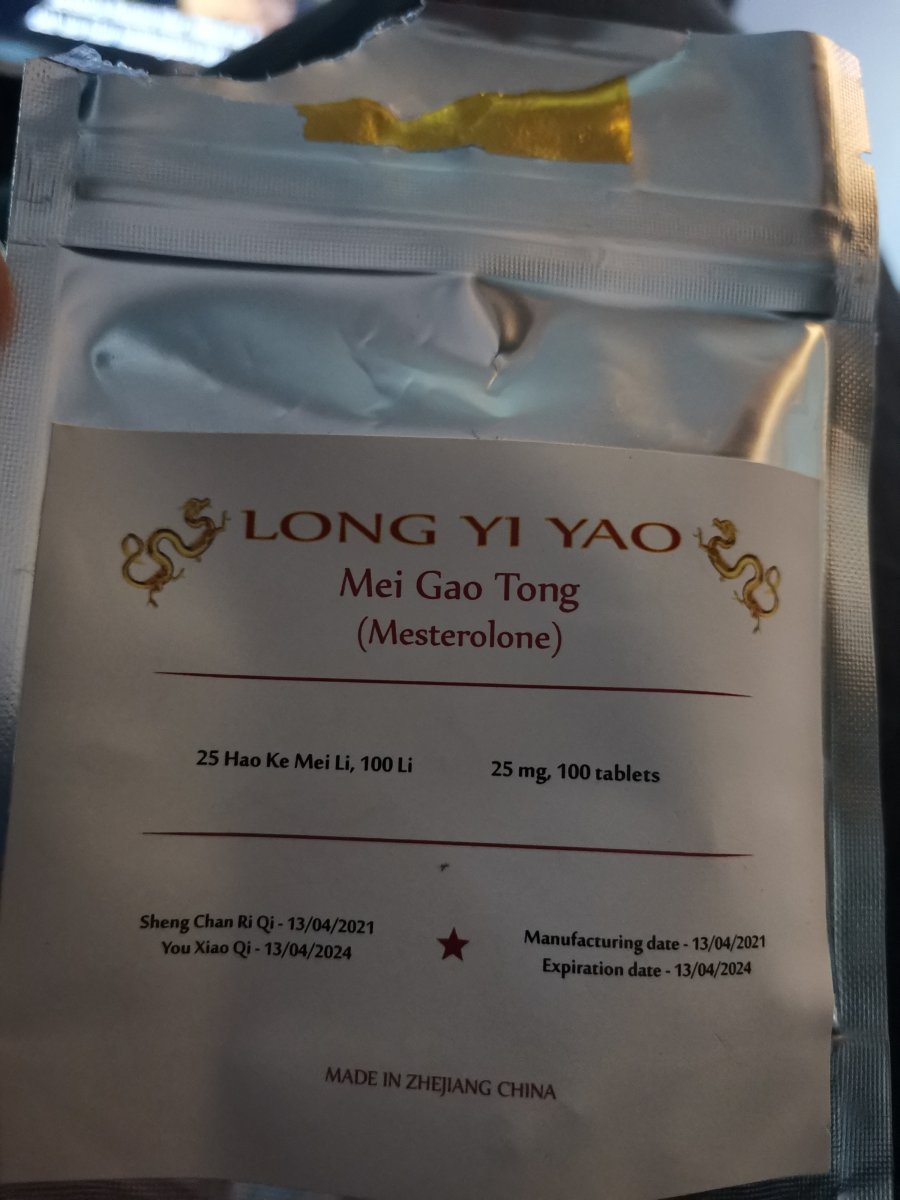 LONG YI YAO
Mei Gao Tong
(Mesterolone)
25 Hao Ke Mei Li, 100 Li
25 mg, 100 tablets
Sheng Chan Ri Qi - 13/04/2021
You Xiao Qi - 13/04/2024
Manufacturing date - 13/04/2021
Expiration date - 13/04/2024
MADE IN ZHEJIANG CHINA